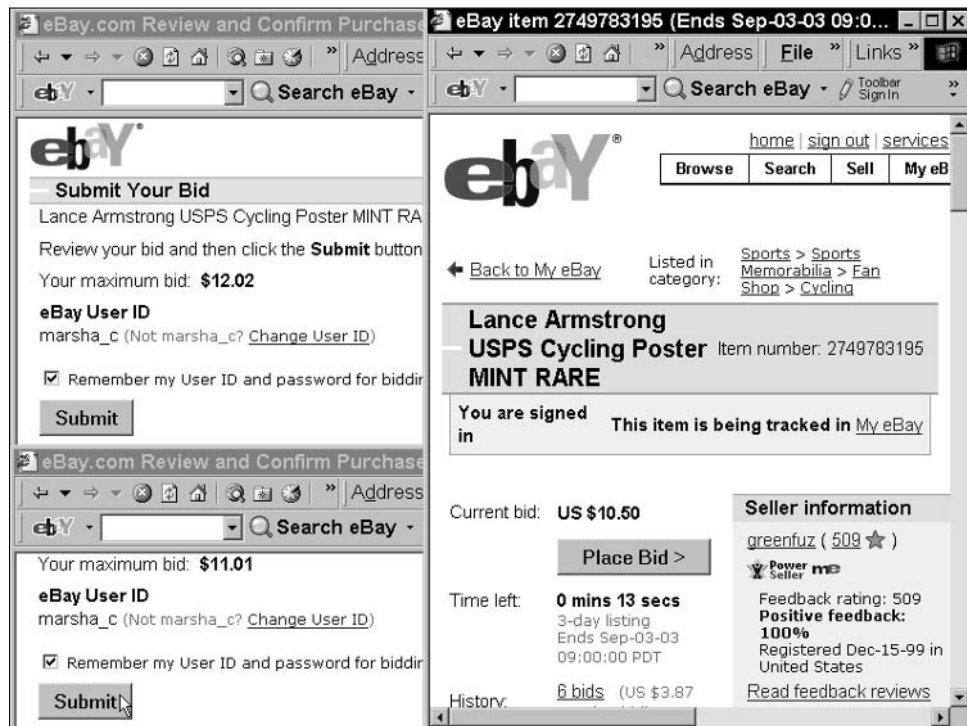 eBay.com Review and Confirm Purchase
» Address
ebY Search eBay
ebaY®
Submit Your Bid
Lance Armstrong USPS Cycling Poster MINT RA
Review your bid and then click the Submit button
Your maximum bid: $12.02
eBay User ID
marsha_c (Not marsha_c? Change User ID)
Remember my User ID and password for biddin
Submit
eBay.com Review and Confirm Purchase
» Address
ebY Search eBay
Your maximum bid: $11.01
eBay User ID
marsha_c (Not marsha_c? Change User ID)
Remember my User ID and password for biddin
Submit
eBay item 2749783195 (Ends Sep-03-03 09:0...
» Address File » Links »
ebY Search eBay Toolbar »
Sign In
ebaY®
home | sign out | services
Browse Search Sell My eB
Back to My eBay
Listed in category:
Sports > Sports
Memorabilia > Fan
Shop > Cycling
Lance Armstrong
USPS Cycling Poster
MINT RARE
Item number: 2749783195
You are signed
in
This item is being tracked in My eBay
Current bid: US $10.50
Place Bid >
Time left: 0 mins 13 secs
3-day listing
Ends Sep-03-03
09:00:00 PDT
History: 6 bids (US $3.87
Seller information
greenfuz ( 509 )
Power Seller me
Feedback rating: 509
Positive feedback:
100%
Registered Dec-15-99 in
United States
Read feedback reviews